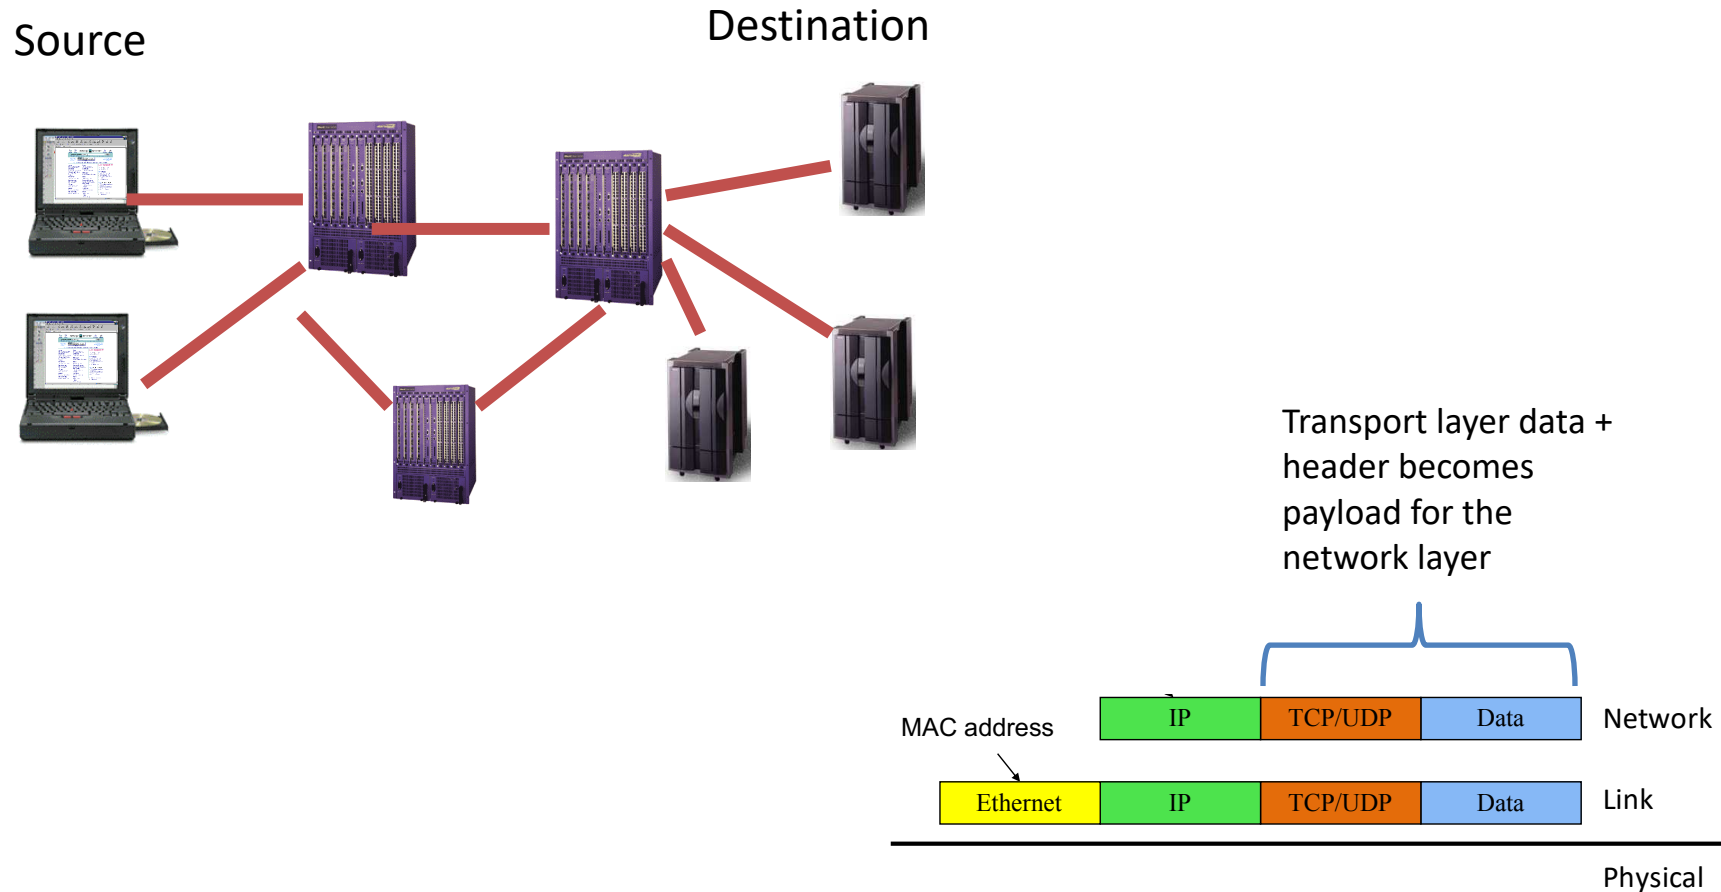 Source
Destination
Transport layer data +
header becomes
payload for the
network layer
MAC address
IP TCP/UDP Data Network
Ethernet IP TCP/UDP Data Link
Physical